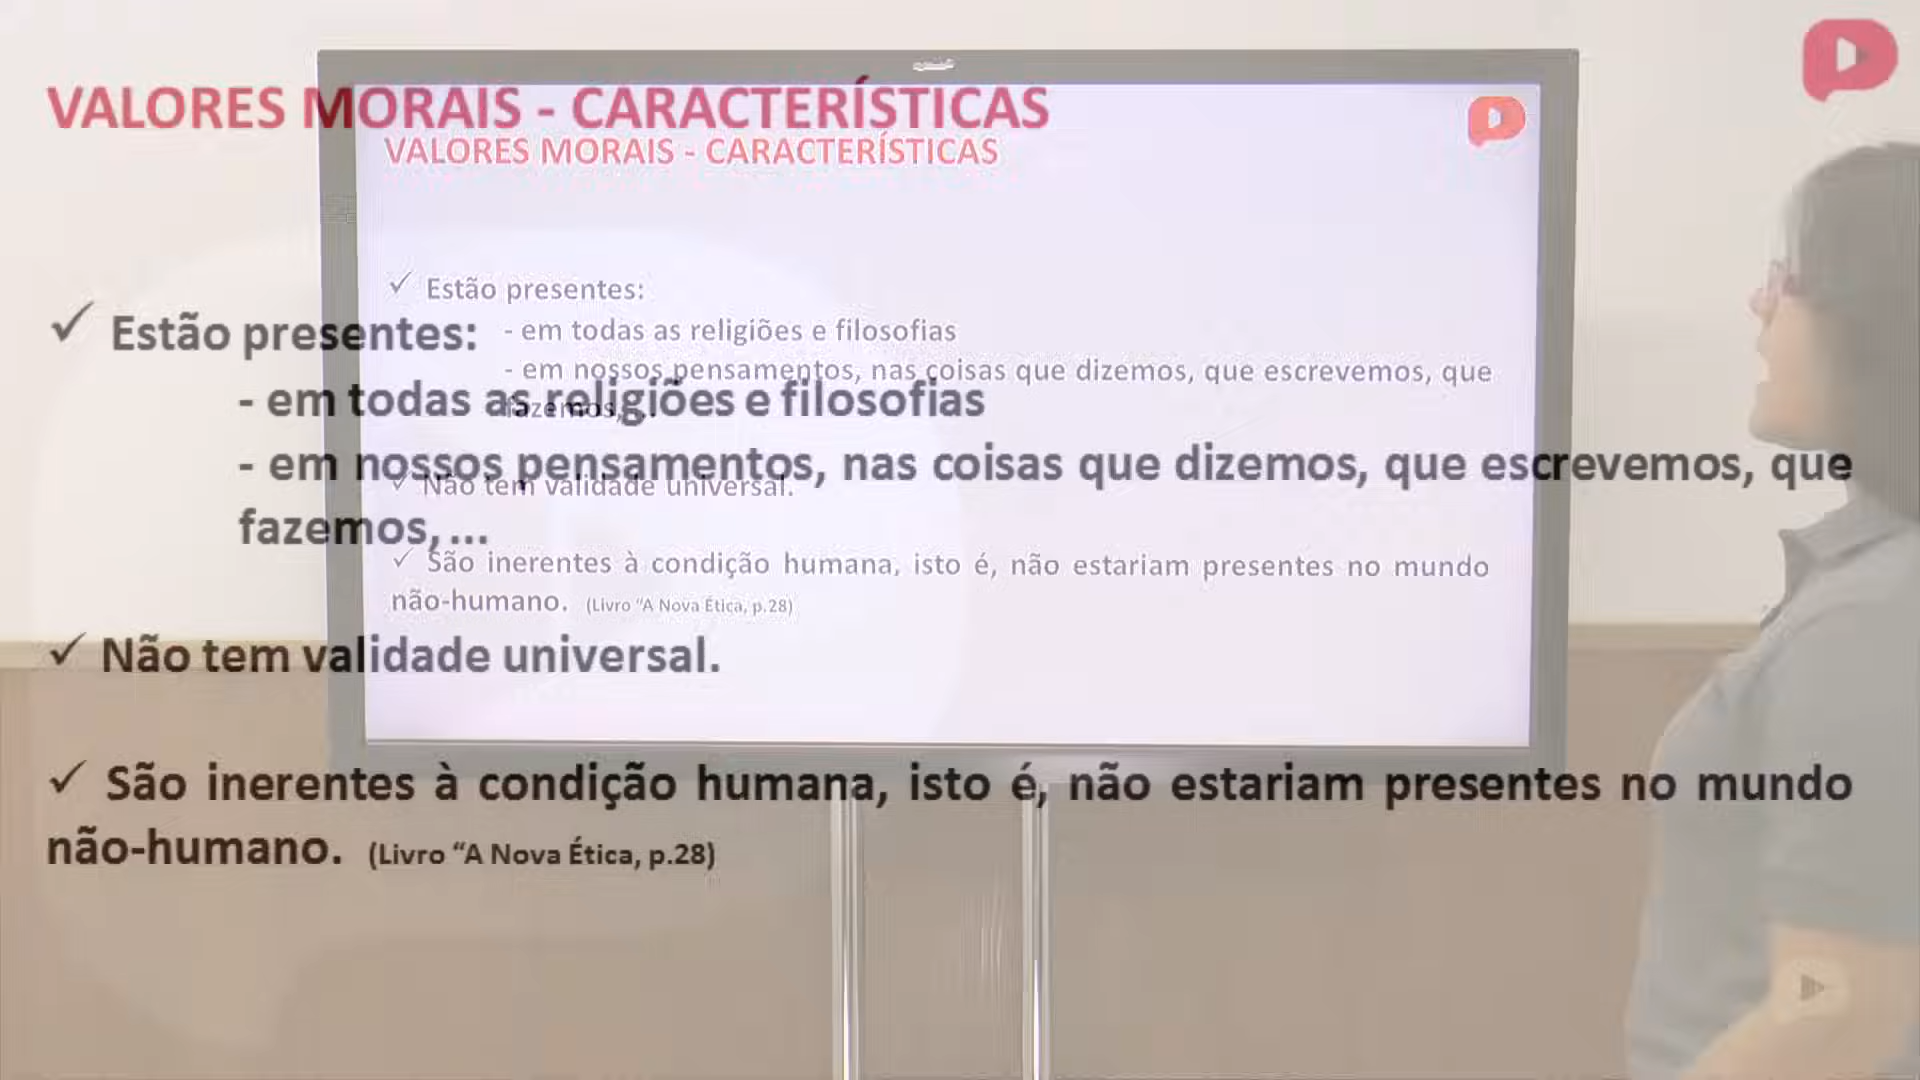 VALORES MORAIS - CARACTERÍSTICAS
✓ Estão presentes:
- em todas as religiões e filosofias
- em nossos pensamentos, nas coisas que dizemos, que escrevemos, que
fazemos, ...
✓ Não tem validade universal.
✓ São inerentes à condição humana, isto é, não estariam presentes no mundo
não-humano. (Livro “A Nova Ética, p.28)
VALORES MORAIS - CARACTERÍSTICAS
✓ Estão presentes:
- em todas as religiões e filosofias
- em nossos pensamentos, nas coisas que dizemos, que escrevemos, que
fazemos, ...
✓ Não tem validade universal.
✓ São inerentes à condição humana, isto é, não estariam presentes no mundo
não-humano. (Livro “A Nova Ética, p.28)